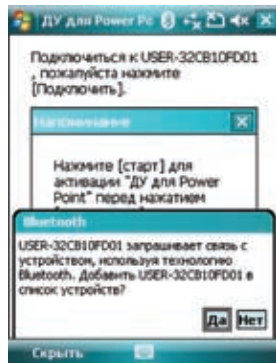 ДУ для Power Po
Подключиться к USER-32CB10FD01
, пожалуйста нажмите
[Подключить].
Напоминание
Нажмите [старт] для
активации "ДУ для Power
Point" перед нажатием
Bluetooth
USER-32CB10FD01 запрашивает связь с
устройством, используя технологию
Bluetooth. Добавить USER-32CB10FD01 в
список устройств?
Да Нет
Скрыть